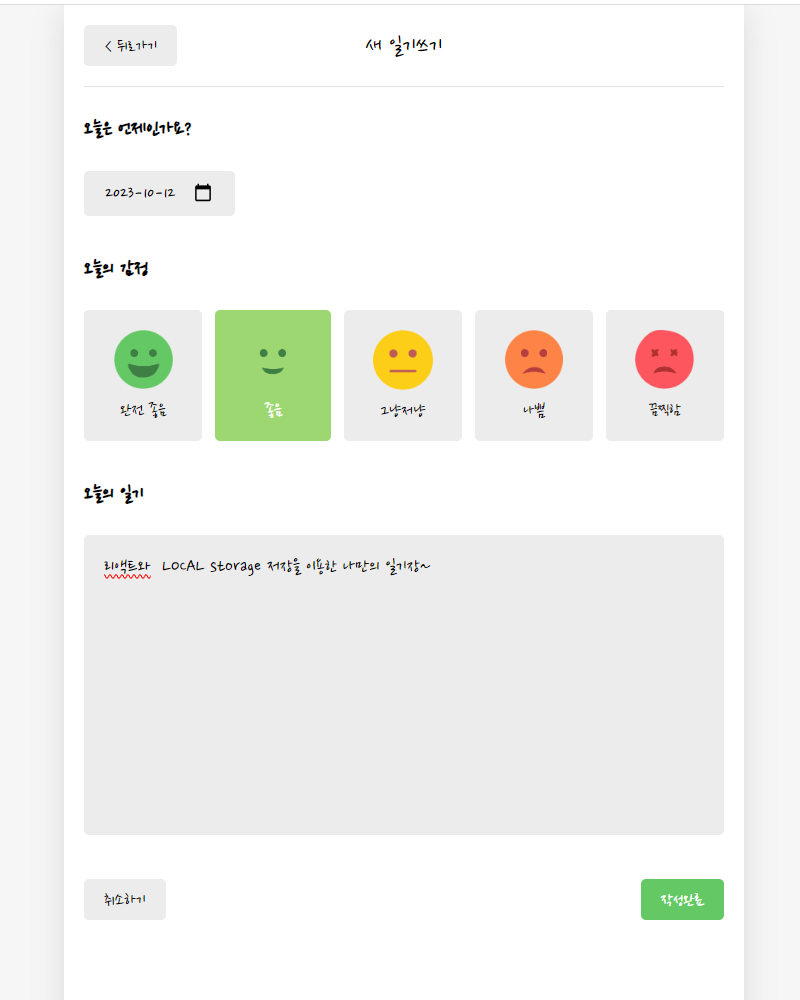 < 뒤로가기
새 일기쓰기
오늘은 언제인가요?
2023-10-12
오늘의 감정
완전 좋음
좋음
그냥저냥
나쁨
끔찍함
오늘의 일기
리액트와 LOCAL storage 저장을 이용한 나만의 일기장~
취소하기
작성완료